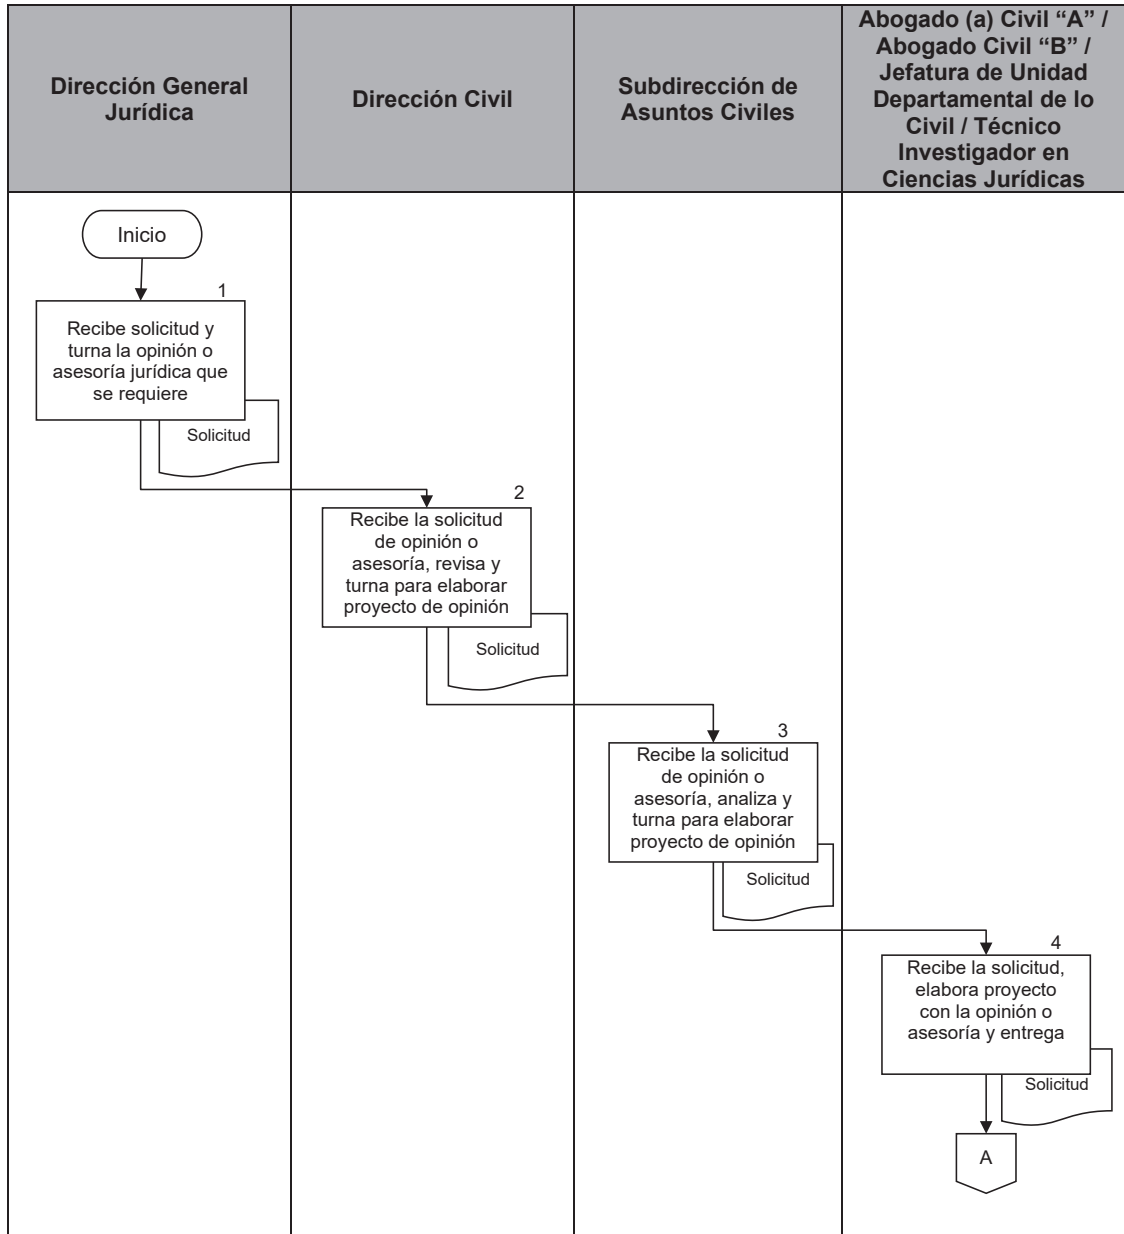 Dirección General
Jurídica
Dirección Civil
Subdirección de
Asuntos Civiles
Abogado (a) Civil “A” /
Abogado Civil “B” /
Jefatura de Unidad
Departamental de lo
Civil / Técnico
Investigador en
Ciencias Jurídicas
Inicio
1
Recibe solicitud y
turna la opinión o
asesoría jurídica que
se requiere
Solicitud
2
Recibe la solicitud
de opinión o
asesoría, revisa y
turna para elaborar
proyecto de opinión
Solicitud
3
Recibe la solicitud
de opinión o
asesoría, analiza y
turna para elaborar
proyecto de opinión
Solicitud
4
Recibe la solicitud,
elabora proyecto
con la opinión o
asesoría y entrega
Solicitud
A